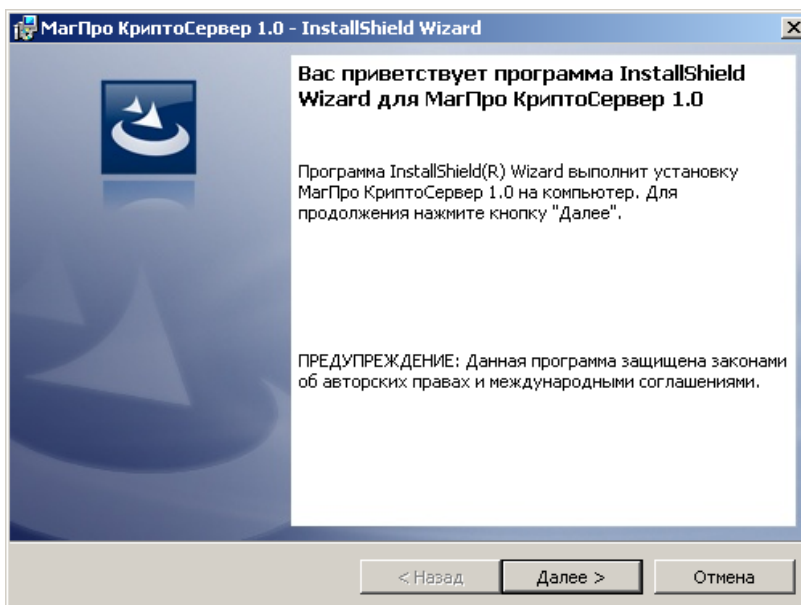 МагПро КриптоСервер 1.0 - InstallShield Wizard
Вас приветствует программа InstallShield
Wizard для МагПро КриптоСервер 1.0
Программа InstallShield(R) Wizard выполнит установку
МагПро КриптоСервер 1.0 на компьютер. Для
продолжения нажмите кнопку "Далее".
ПРЕДУПРЕЖДЕНИЕ: Данная программа защищена законами
об авторских правах и международными соглашениями.
< Назад Далее > Отмена